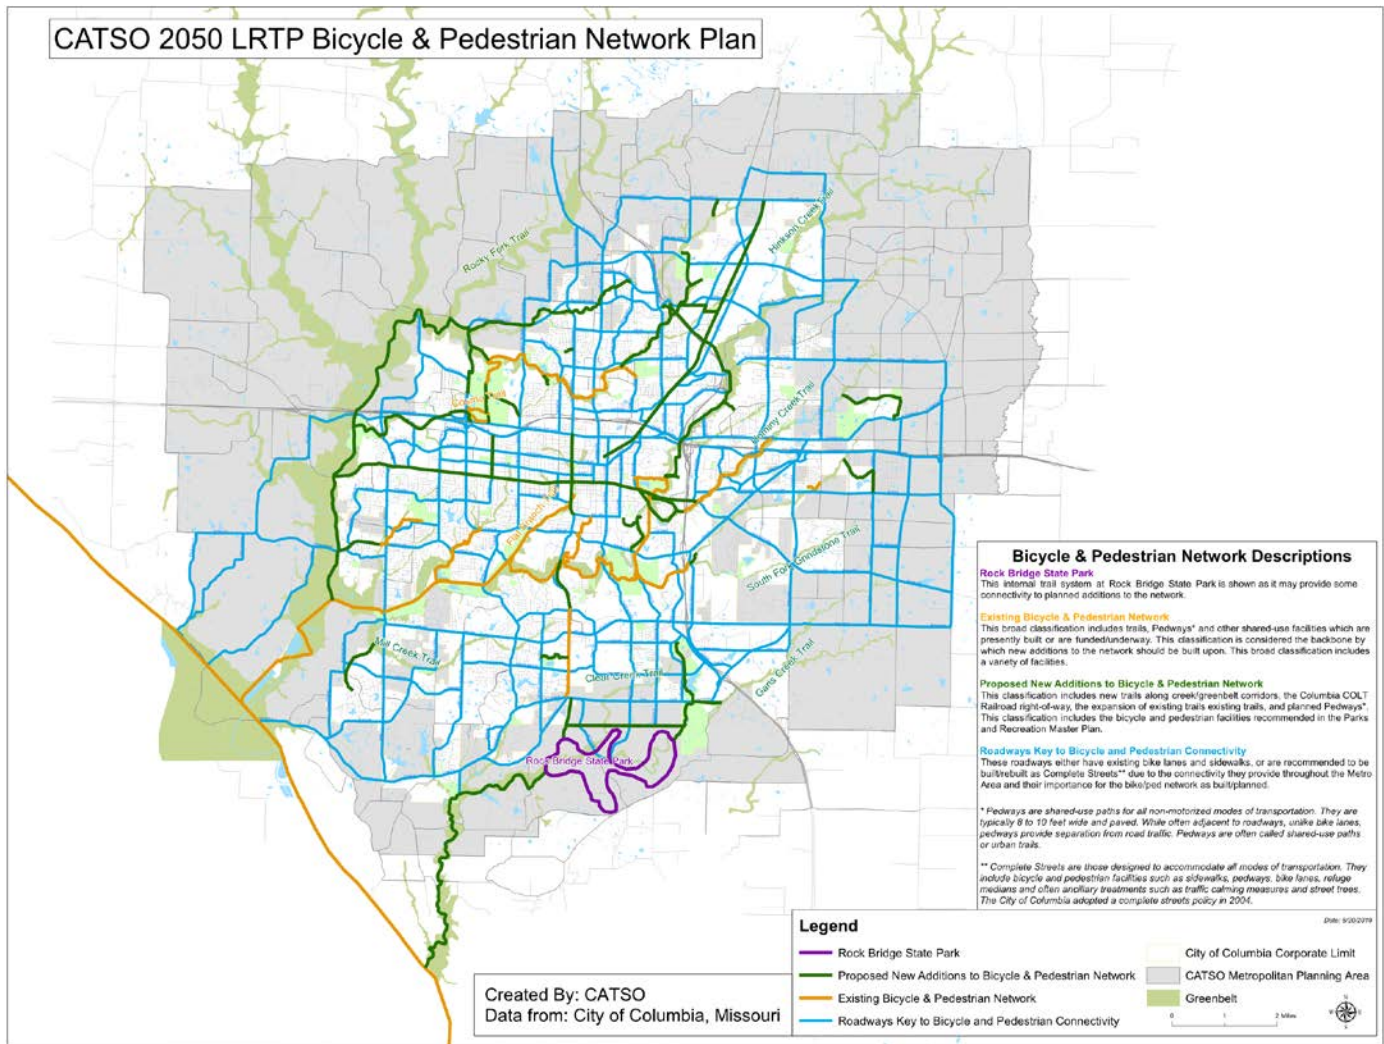 CATSO 2050 LRTP Bicycle & Pedestrian Network Plan
Hinkson Creek Trail
Rocky Fork Trail
Hominy Creek Trail
South Fork Grindstone Trail
Mill Creek Trail
Clear Creek Trail
Gans Creek Trail
Rock Bridge State Park
Bicycle & Pedestrian Network Descriptions
Rock Bridge State Park
This internal trail system at Rock Bridge State Park is shown as it may provide some
connectivity to planned additions to the network.
Existing Bicycle & Pedestrian Network
This broad classification includes trails, Pedways* and other shared-use facilities which are
presently built or are funded/underway. This classification is considered the backbone by
which new additions to the network should be built upon. This broad classification includes
a variety of facilities.
Proposed New Additions to Bicycle & Pedestrian Network
This classification includes new trails along creek/greenbelt corridors, the Columbia COLT
Railroad right-of-way, the expansion of existing trails existing trails, and planned Pedways*.
This classification includes the bicycle and pedestrian facilities recommended in the Parks
and Recreation Master Plan.
Roadways Key to Bicycle and Pedestrian Connectivity
These roadways either have existing bike lanes and sidewalks, or are recommended to be
built/rebuilt as Complete Streets** due to the connectivity they provide throughout the Metro
Area and their importance for the bike/ped network as built/planned.
* Pedways are shared-use paths for all non-motorized modes of transportation. They are
typically 8 to 10 feet wide and paved. While often adjacent to roadways, unlike bike lanes,
pedways provide separation from road traffic. Pedways are often called shared-use paths
or urban trails.
** Complete Streets are those designed to accommodate all modes of transportation. They
include bicycle and pedestrian facilities such as sidewalks, pedways, bike lanes, refuge
medians and often ancillary treatments such as traffic calming measures and street trees.
The City of Columbia adopted a complete streets policy in 2004.
Legend
Date: 9/20/2019
Rock Bridge State Park
Proposed New Additions to Bicycle & Pedestrian Network
Existing Bicycle & Pedestrian Network
Roadways Key to Bicycle and Pedestrian Connectivity
City of Columbia Corporate Limit
CATSO Metropolitan Planning Area
Greenbelt
0 1 2 Miles
Created By: CATSO
Data from: City of Columbia, Missouri